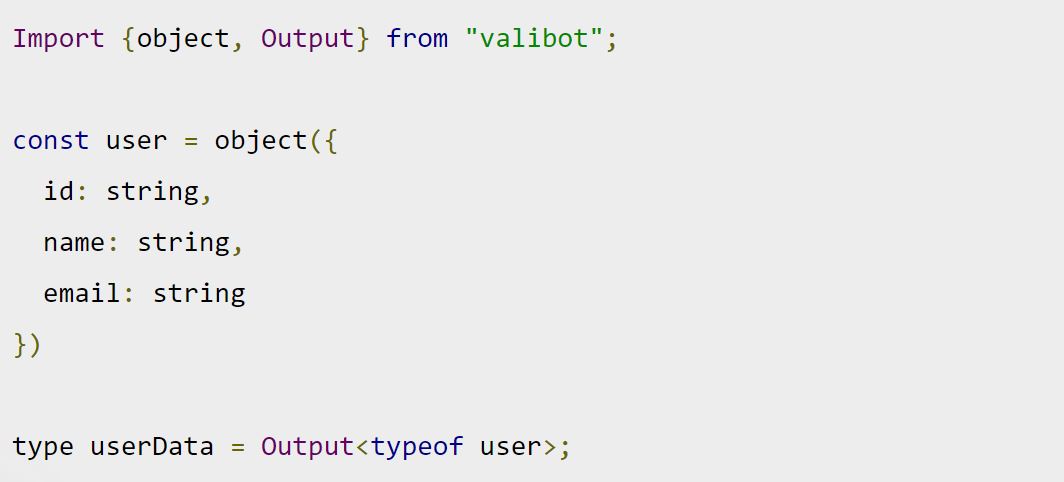 Import {object, Output} from "valibot";
const user = object({
  id: string,
  name: string,
  email: string
})
type userData = Output<typeof user>;